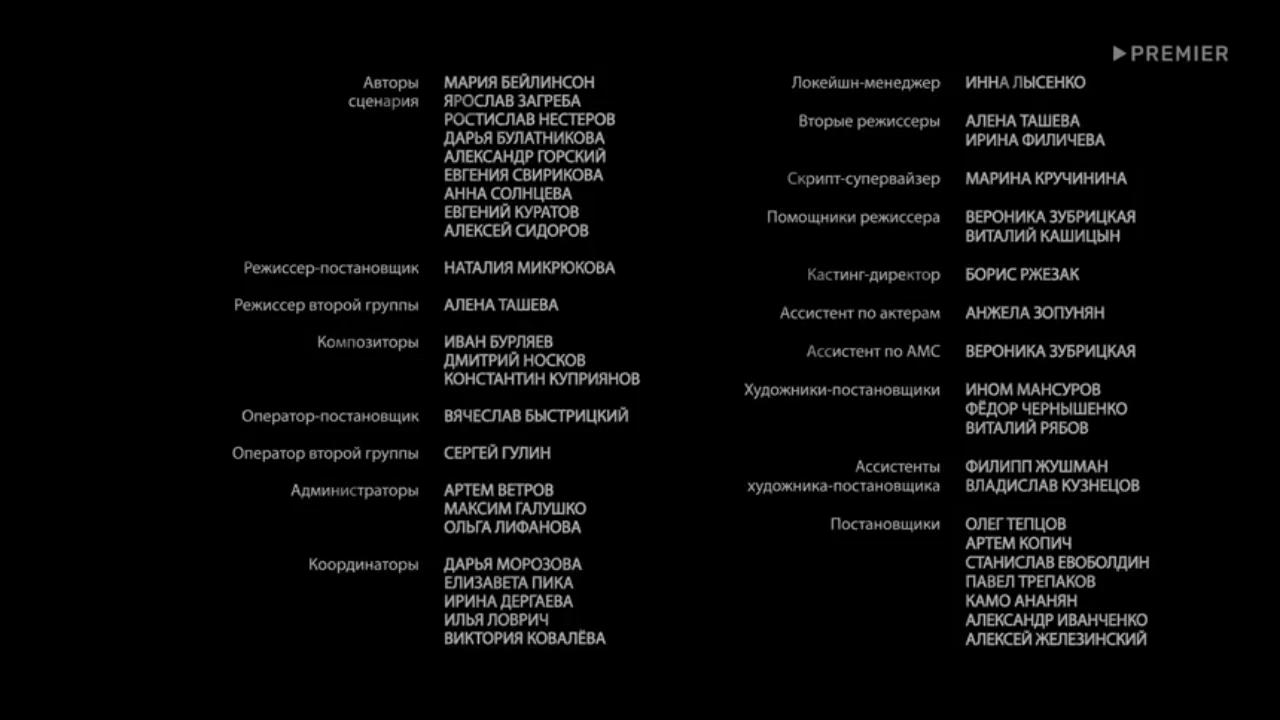 PREMIER
Авторы МАРИЯ БЕЙЛИНСОН
сценария ЯРОСЛАВ ЗАГРЕБА
РОСТИСЛАВ НЕСТЕРОВ
ДАРЬЯ БУЛАТНИКОВА
АЛЕКСАНДР ГОРСКИЙ
ЕВГЕНИЯ СВИРИКОВА
АННА СОЛНЦЕВА
ЕВГЕНИЙ КУРАТОВ
АЛЕКСЕЙ СИДОРОВ
Режиссер-постановщик НАТАЛИЯ МИКРЮКОВА
Режиссер второй группы АЛЕНА ТАШЕВА
Композиторы ИВАН БУРЛЯЕВ
ДМИТРИЙ НОСКОВ
КОНСТАНТИН КУПРИЯНОВ
Оператор-постановщик ВЯЧЕСЛАВ БЫСТРИЦКИЙ
Оператор второй группы СЕРГЕЙ ГУЛИН
Администраторы АРТЕМ ВЕТРОВ
МАКСИМ ГАЛУШКО
ОЛЬГА ЛИФАНОВА
Координаторы ДАРЬЯ МОРОЗОВА
ЕЛИЗАВЕТА ПИКА
ИРИНА ДЕРГАЕВА
ИЛЬЯ ЛОВРИЧ
ВИКТОРИЯ КОВАЛЁВА
Локейшн-менеджер ИННА ЛЫСЕНКО
Вторые режиссеры АЛЕНА ТАШЕВА
ИРИНА ФИЛИЧЕВА
Скрипт-супервайзер МАРИНА КРУЧИНИНА
Помощники режиссера ВЕРОНИКА ЗУБРИЦКАЯ
ВИТАЛИЙ КАШИЦЫН
Кастинг-директор БОРИС РЖЕЗАК
Ассистент по актерам АНЖЕЛА ЗОПУНЯН
Ассистент по АМС ВЕРОНИКА ЗУБРИЦКАЯ
Художники-постановщики ИНОМ МАНСУРОВ
ФЁДОР ЧЕРНЫШЕНКО
ВИТАЛИЙ РЯБОВ
Ассистенты ФИЛИПП ЖУШМАН
художника-постановщика ВЛАДИСЛАВ КУЗНЕЦОВ
Постановщики ОЛЕГ ТЕПЦОВ
АРТЕМ КОПИЧ
СТАНИСЛАВ ЕВОБОЛДИН
ПАВЕЛ ТРЕПАКОВ
КАМО АНАНЯН
АЛЕКСАНДР ИВАНЧЕНКО
АЛЕКСЕЙ ЖЕЛЕЗИНСКИЙ